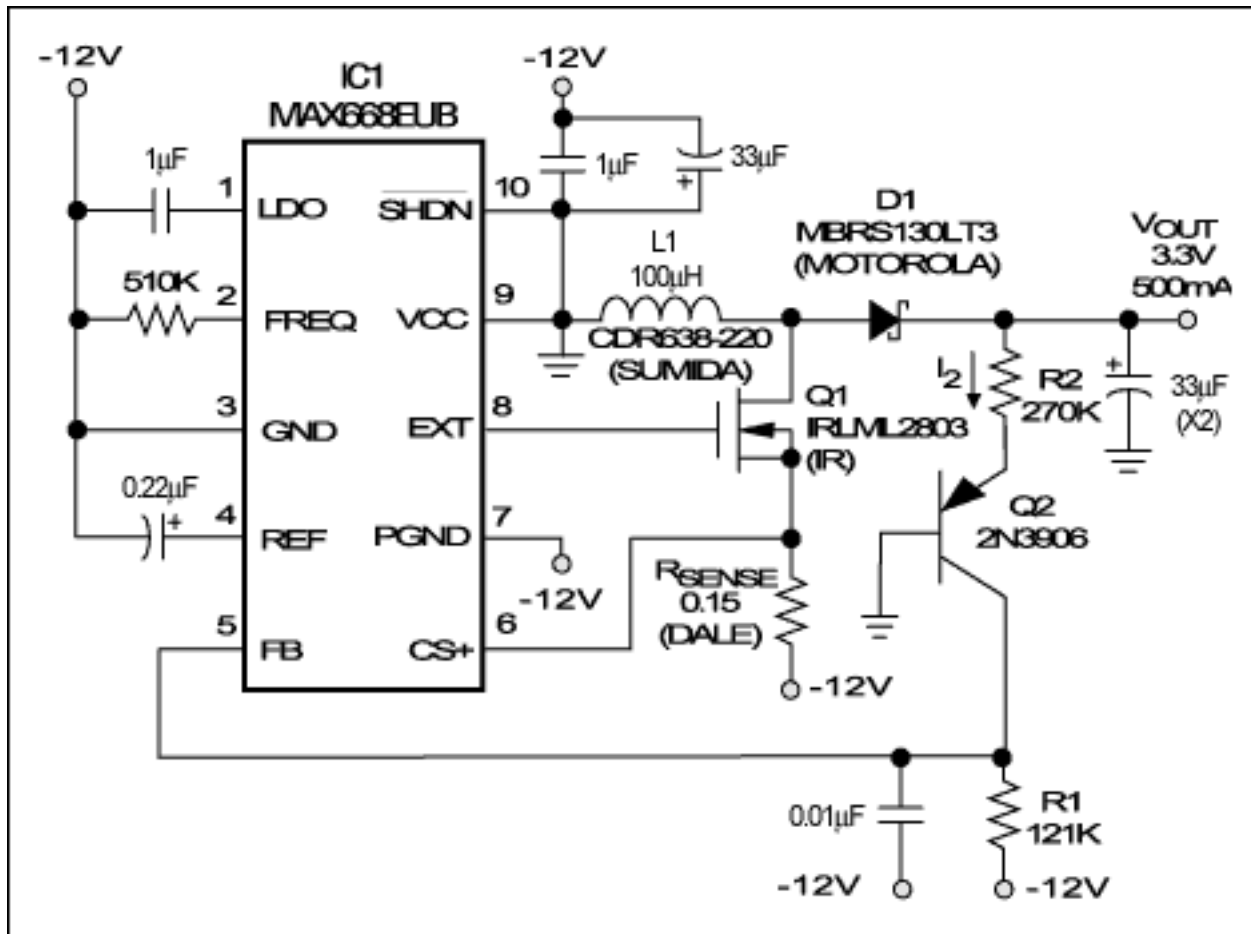 -12V
IC1
MAX668EUB
-12V
1µF
1
LDO
SHDN
10
1µF
33µF
+
510K
2
FREQ
VCC
9
L1
100µH
CDR638-220
(SUMIDA)
D1
MBRS130LT3
(MOTOROLA)
VOUT
3.3V
500mA
3
GND
EXT
8
Q1
IRLML2803
(IR)
I2
R2
270K
+
33µF
(X2)
0.22µF
+
4
REF
PGND
7
-12V
Q2
2N3906
5
FB
CS+
6
RSENSE
0.15
(DALE)
-12V
0.01µF
R1
121K
-12V
-12V